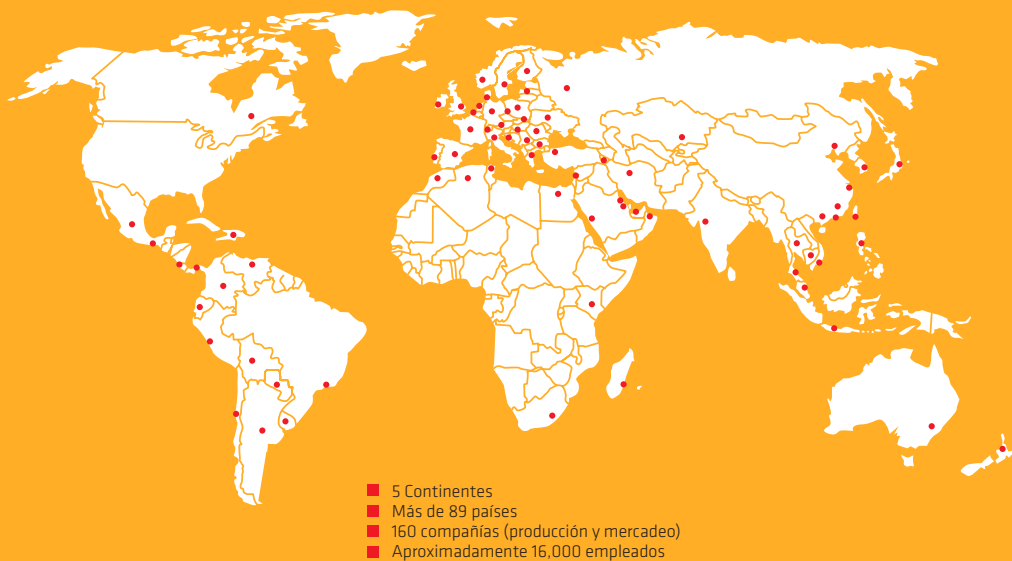 5 Continentes
Más de 89 países
160 compañías (producción y mercadeo)
Aproximadamente 16,000 empleados